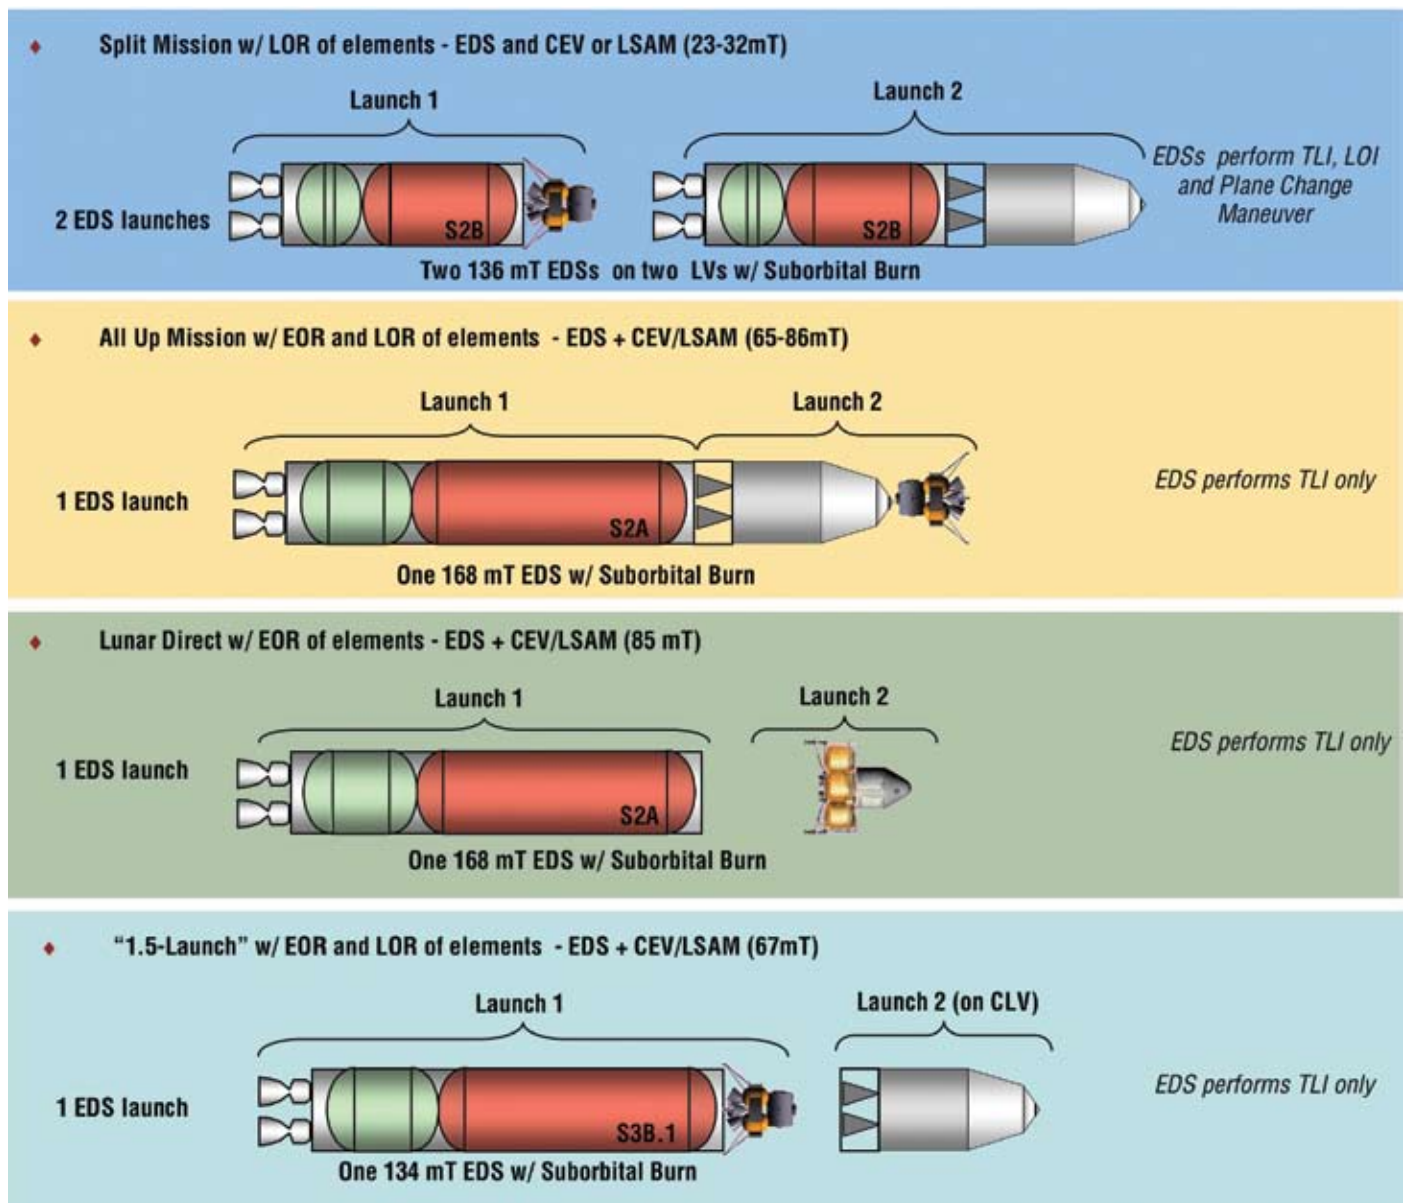 Split Mission w/ LOR of elements - EDS and CEV or LSAM (23-32mT)
Launch 1
Launch 2
2 EDS launches
S2B
S2B
EDSs perform TLI, LOI
and Plane Change
Maneuver
Two 136 mT EDSs on two LVs w/ Suborbital Burn
All Up Mission w/ EOR and LOR of elements - EDS + CEV/LSAM (65-86mT)
Launch 1
Launch 2
1 EDS launch
S2A
EDS performs TLI only
One 168 mT EDS w/ Suborbital Burn
Lunar Direct w/ EOR of elements - EDS + CEV/LSAM (85 mT)
Launch 1
Launch 2
1 EDS launch
S2A
EDS performs TLI only
One 168 mT EDS w/ Suborbital Burn
“1.5-Launch” w/ EOR and LOR of elements - EDS + CEV/LSAM (67mT)
Launch 1
Launch 2 (on CLV)
1 EDS launch
S3B.1
EDS performs TLI only
One 134 mT EDS w/ Suborbital Burn